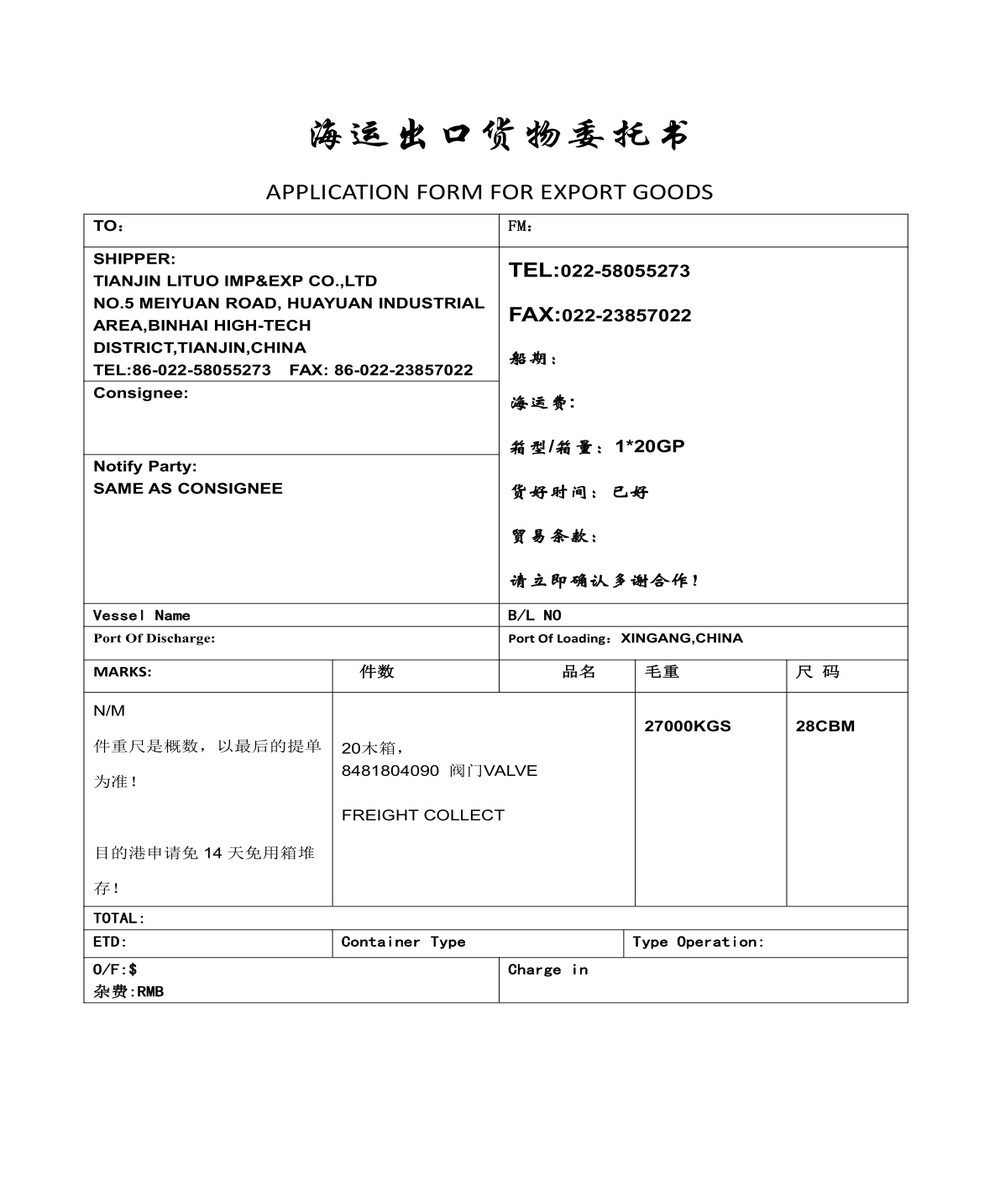 海运出口货物委托书
APPLICATION FORM FOR EXPORT GOODS
TO：
FM：
SHIPPER:
TIANJIN LITUO IMP&EXP CO.,LTD
NO.5 MEIYUAN ROAD, HUAYUAN INDUSTRIAL
AREA,BINHAI HIGH-TECH
DISTRICT,TIANJIN,CHINA
TEL:86-022-58055273 FAX: 86-022-23857022
Consignee:
Notify Party:
SAME AS CONSIGNEE
TEL:022-58055273
FAX:022-23857022
船期：
海运费:
箱型/箱量：1*20GP
货好时间：已好
贸易条款：
请立即确认多谢合作！
Vessel Name
B/L NO
Port Of Discharge:
Port Of Loading：XINGANG,CHINA
MARKS:
件数
品名
毛重
尺 码
N/M
件重尺是概数，以最后的提单
为准！
目的港申请免 14 天免用箱堆
存！
20木箱，
8481804090 阀门VALVE
FREIGHT COLLECT
27000KGS
28CBM
TOTAL:
ETD:
Container Type
Type Operation:
O/F:$
杂费:RMB
Charge in